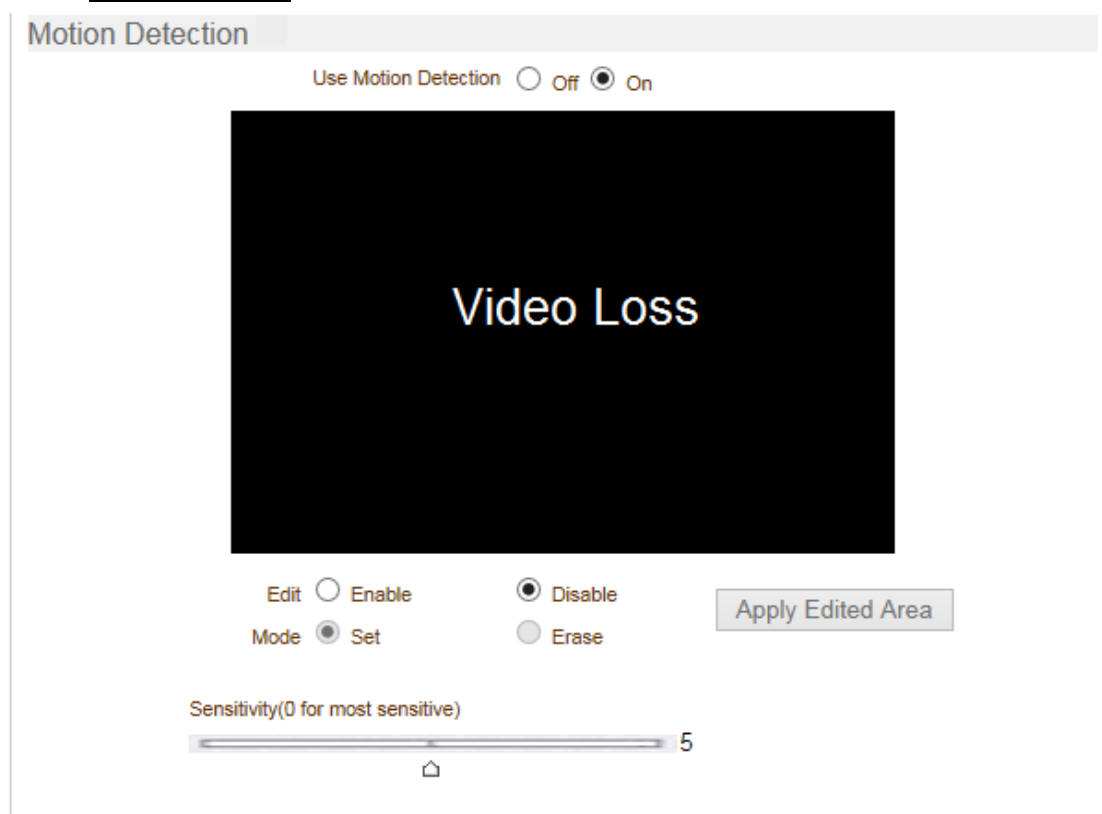 Motion Detection
Use Motion Detection Off On
Video Loss
Edit Enable Disable
Apply Edited Area
Mode Set Erase
Sensitivity(0 for most sensitive)
5